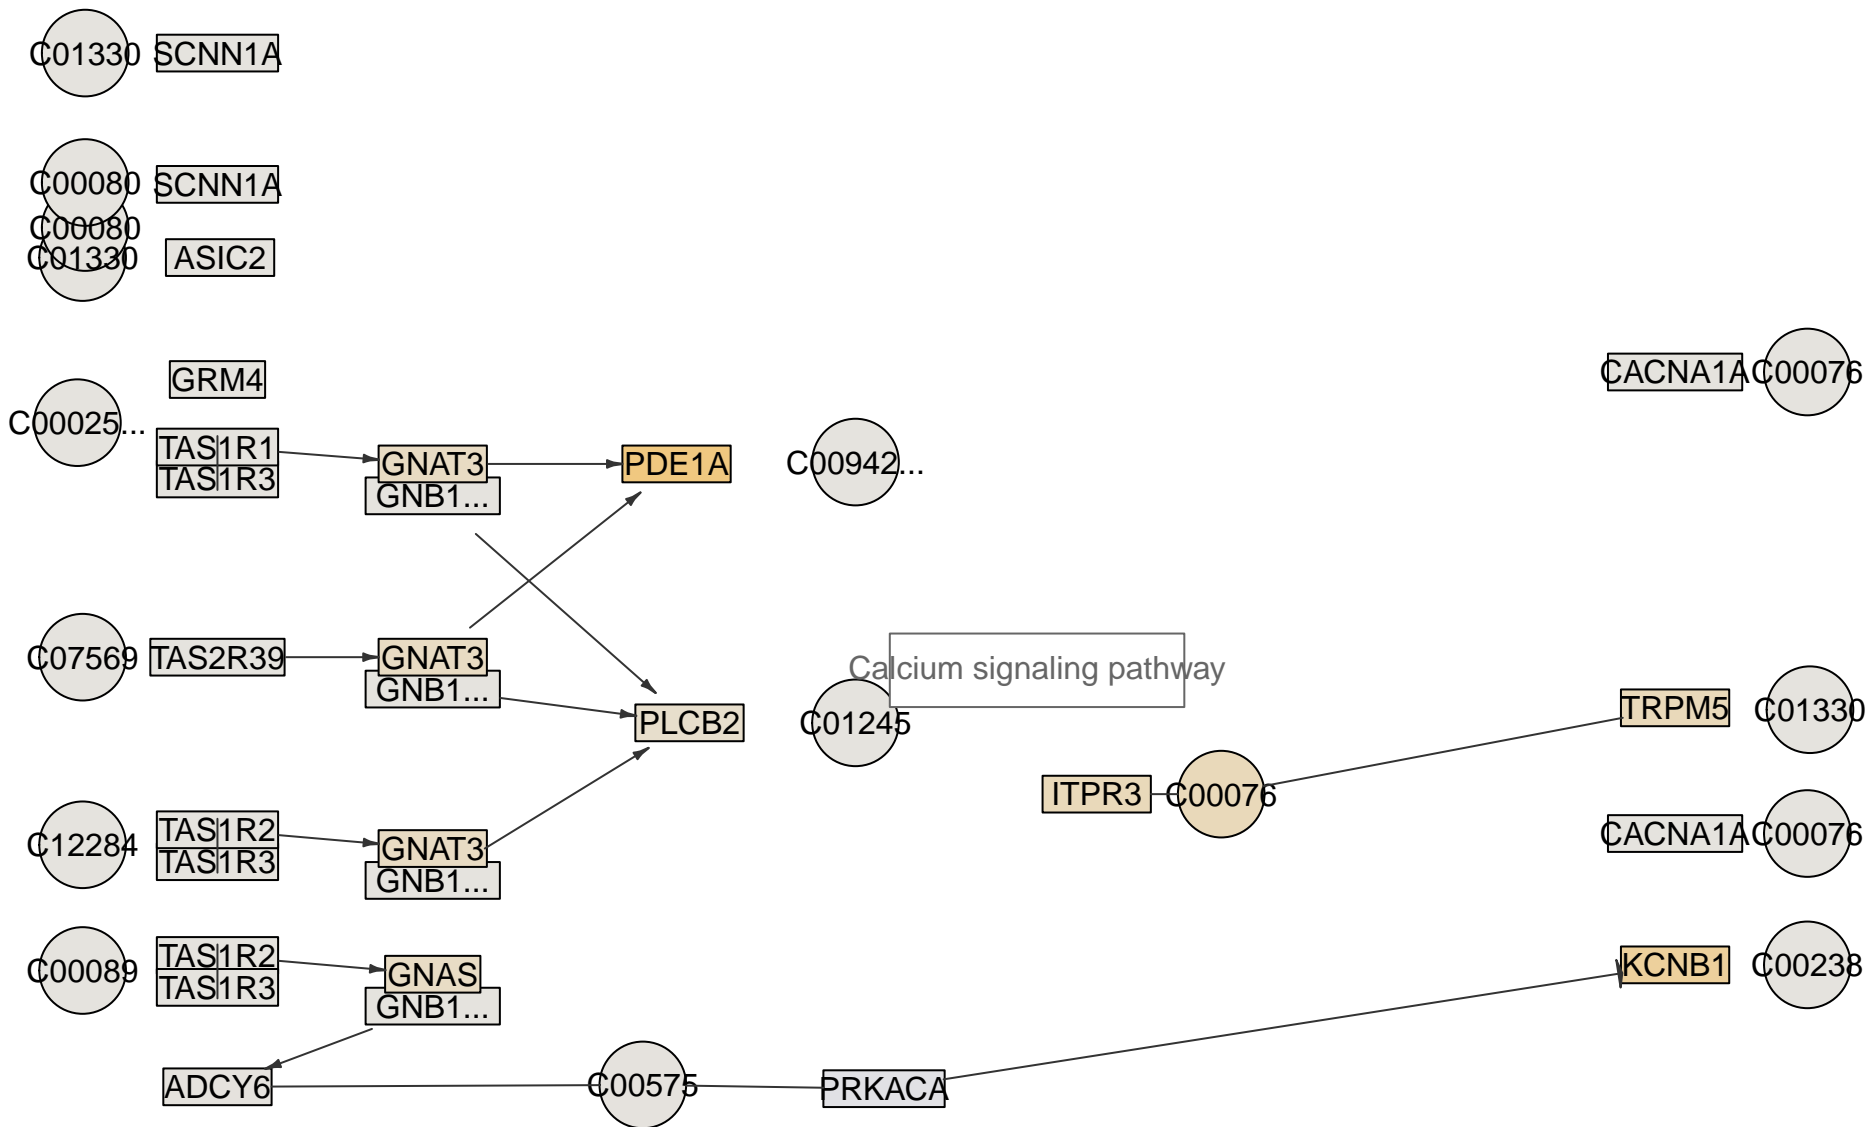 C01330 SCNN1A
C00080 SCNN1A
C00080
C01330 ASIC2
GRM4
CACNA1A C00076
C00025...
TAS1R1
TAS1R3
GNAT3
GNB1...
PDE1A
C00942...
C07569
TAS2R39
GNAT3
GNB1...
PLCB2
C01245
Calcium signaling pathway
TRPM5 C01330
ITPR3 C00076
CACNA1A C00076
C12284
TAS1R2
TAS1R3
GNAT3
GNB1...
C00089
TAS1R2
TAS1R3
GNAS
GNB1...
KCNB1 C00238
ADCY6
C00575
PRKACA